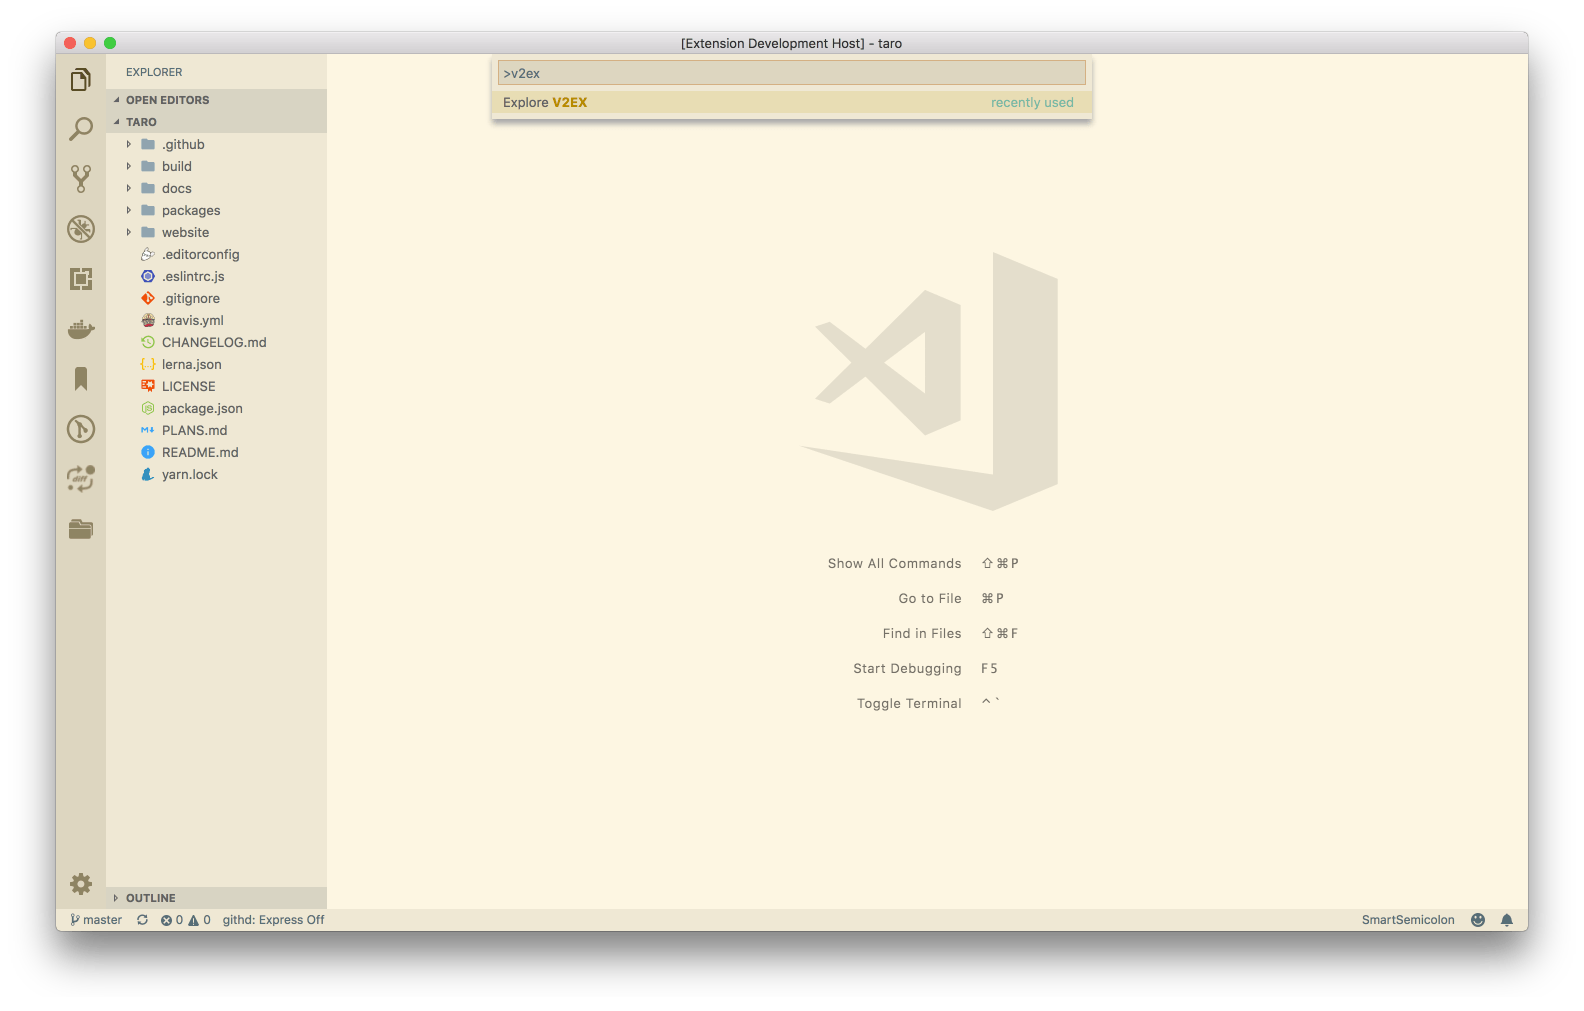 [Extension Development Host] - taro
EXPLORER
OPEN EDITORS
TARO
.github
build
docs
packages
website
.editorconfig
.eslintrc.js
.gitignore
.travis.yml
CHANGELOG.md
lerna.json
LICENSE
package.json
PLANS.md
README.md
yarn.lock
OUTLINE
>v2ex
Explore V2EX recently used
Show All Commands ⇧⌘P
Go to File ⌘P
Find in Files ⇧⌘F
Start Debugging F5
Toggle Terminal ^`
diff
master 0 0 githd: Express Off SmartSemicolon